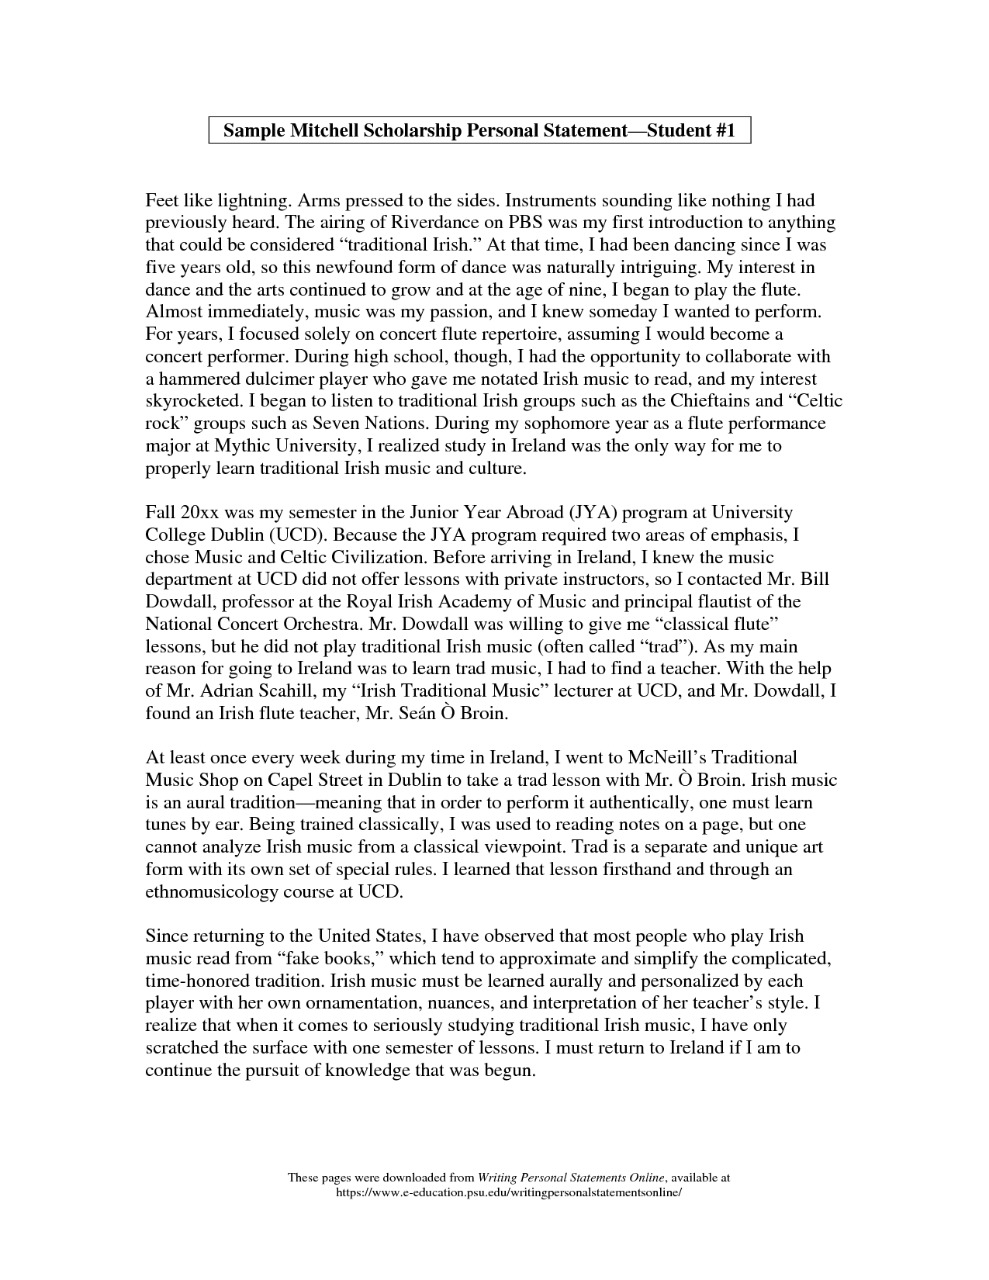 Sample Mitchell Scholarship Personal Statement—Student #1
Feet like lightning. Arms pressed to the sides. Instruments sounding like nothing I had
previously heard. The airing of Riverdance on PBS was my first introduction to anything
that could be considered “traditional Irish.” At that time, I had been dancing since I was
five years old, so this newfound form of dance was naturally intriguing. My interest in
dance and the arts continued to grow and at the age of nine, I began to play the flute.
Almost immediately, music was my passion, and I knew someday I wanted to perform.
For years, I focused solely on concert flute repertoire, assuming I would become a
concert performer. During high school, though, I had the opportunity to collaborate with
a hammered dulcimer player who gave me notated Irish music to read, and my interest
skyrocketed. I began to listen to traditional Irish groups such as the Chieftains and “Celtic
rock” groups such as Seven Nations. During my sophomore year as a flute performance
major at Mythic University, I realized study in Ireland was the only way for me to
properly learn traditional Irish music and culture.
Fall 20xx was my semester in the Junior Year Abroad (JYA) program at University
College Dublin (UCD). Because the JYA program required two areas of emphasis, I
chose Music and Celtic Civilization. Before arriving in Ireland, I knew the music
department at UCD did not offer lessons with private instructors, so I contacted Mr. Bill
Dowdall, professor at the Royal Irish Academy of Music and principal flautist of the
National Concert Orchestra. Mr. Dowdall was willing to give me “classical flute”
lessons, but he did not play traditional Irish music (often called “trad”). As my main
reason for going to Ireland was to learn trad music, I had to find a teacher. With the help
of Mr. Adrian Scahill, my “Irish Traditional Music” lecturer at UCD, and Mr. Dowdall, I
found an Irish flute teacher, Mr. Seán Ò Broin.
At least once every week during my time in Ireland, I went to McNeill’s Traditional
Music Shop on Capel Street in Dublin to take a trad lesson with Mr. Ò Broin. Irish music
is an aural tradition—meaning that in order to perform it authentically, one must learn
tunes by ear. Being trained classically, I was used to reading notes on a page, but one
cannot analyze Irish music from a classical viewpoint. Trad is a separate and unique art
form with its own set of special rules. I learned that lesson firsthand and through an
ethnomusicology course at UCD.
Since returning to the United States, I have observed that most people who play Irish
music read from “fake books,” which tend to approximate and simplify the complicated,
time-honored tradition. Irish music must be learned aurally and personalized by each
player with her own ornamentation, nuances, and interpretation of her teacher’s style. I
realize that when it comes to seriously studying traditional Irish music, I have only
scratched the surface with one semester of lessons. I must return to Ireland if I am to
continue the pursuit of knowledge that was begun.
These pages were downloaded from Writing Personal Statements Online, available at
https://www.e-education.psu.edu/writingpersonalstatementsonline/